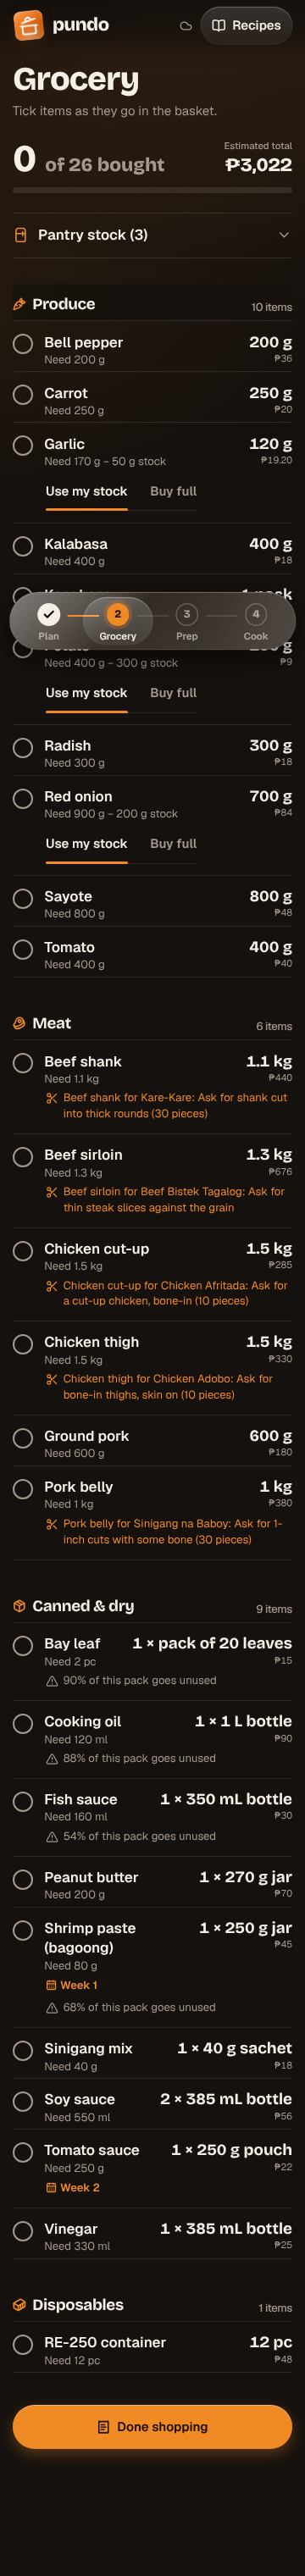 pundo
Recipes
Grocery
Tick items as they go in the basket.
0 of 26 bought
Estimated total
₱3,022
Pantry stock (3)
Produce
10 items
Bell pepper
200 g
Need 200 g
₱36
Carrot
250 g
Need 250 g
₱20
Garlic
120 g
Need 170 g – 50 g stock
₱19.20
Use my stock
Buy full
Kalabasa
400 g
Need 400 g
₱18
1 Plan
2 Grocery
3 Prep
4 Cook
Need 400 g – 300 g stock
₱9
Use my stock
Buy full
Radish
300 g
Need 300 g
₱18
Red onion
700 g
Need 900 g – 200 g stock
₱84
Use my stock
Buy full
Sayote
800 g
Need 800 g
₱48
Tomato
400 g
Need 400 g
₱40
Meat
6 items
Beef shank
1.1 kg
Need 1.1 kg
₱440
Beef shank for Kare-Kare: Ask for shank cut
into thick rounds (30 pieces)
Beef sirloin
1.3 kg
Need 1.3 kg
₱676
Beef sirloin for Beef Bistek Tagalog: Ask for
thin steak slices against the grain
Chicken cut-up
1.5 kg
Need 1.5 kg
₱285
Chicken cut-up for Chicken Afritada: Ask for
a cut-up chicken, bone-in (10 pieces)
Chicken thigh
1.5 kg
Need 1.5 kg
₱330
Chicken thigh for Chicken Adobo: Ask for
bone-in thighs, skin on (10 pieces)
Ground pork
600 g
Need 600 g
₱180
Pork belly
1 kg
Need 1 kg
₱380
Pork belly for Sinigang na Baboy: Ask for 1-
inch cuts with some bone (30 pieces)
Canned & dry
9 items
Bay leaf
1 × pack of 20 leaves
Need 2 pc
₱15
90% of this pack goes unused
Cooking oil
1 × 1 L bottle
Need 120 ml
₱90
88% of this pack goes unused
Fish sauce
1 × 350 mL bottle
Need 160 ml
₱30
54% of this pack goes unused
Peanut butter
1 × 270 g jar
Need 200 g
₱70
Shrimp paste
(bagoong)
1 × 250 g jar
Need 80 g
₱45
Week 1
68% of this pack goes unused
Sinigang mix
1 × 40 g sachet
Need 40 g
₱18
Soy sauce
2 × 385 mL bottle
Need 550 ml
₱56
Tomato sauce
1 × 250 g pouch
Need 250 g
₱22
Week 2
Vinegar
1 × 385 mL bottle
Need 330 ml
₱25
Disposables
1 items
RE-250 container
12 pc
Need 12 pc
₱48
Done shopping